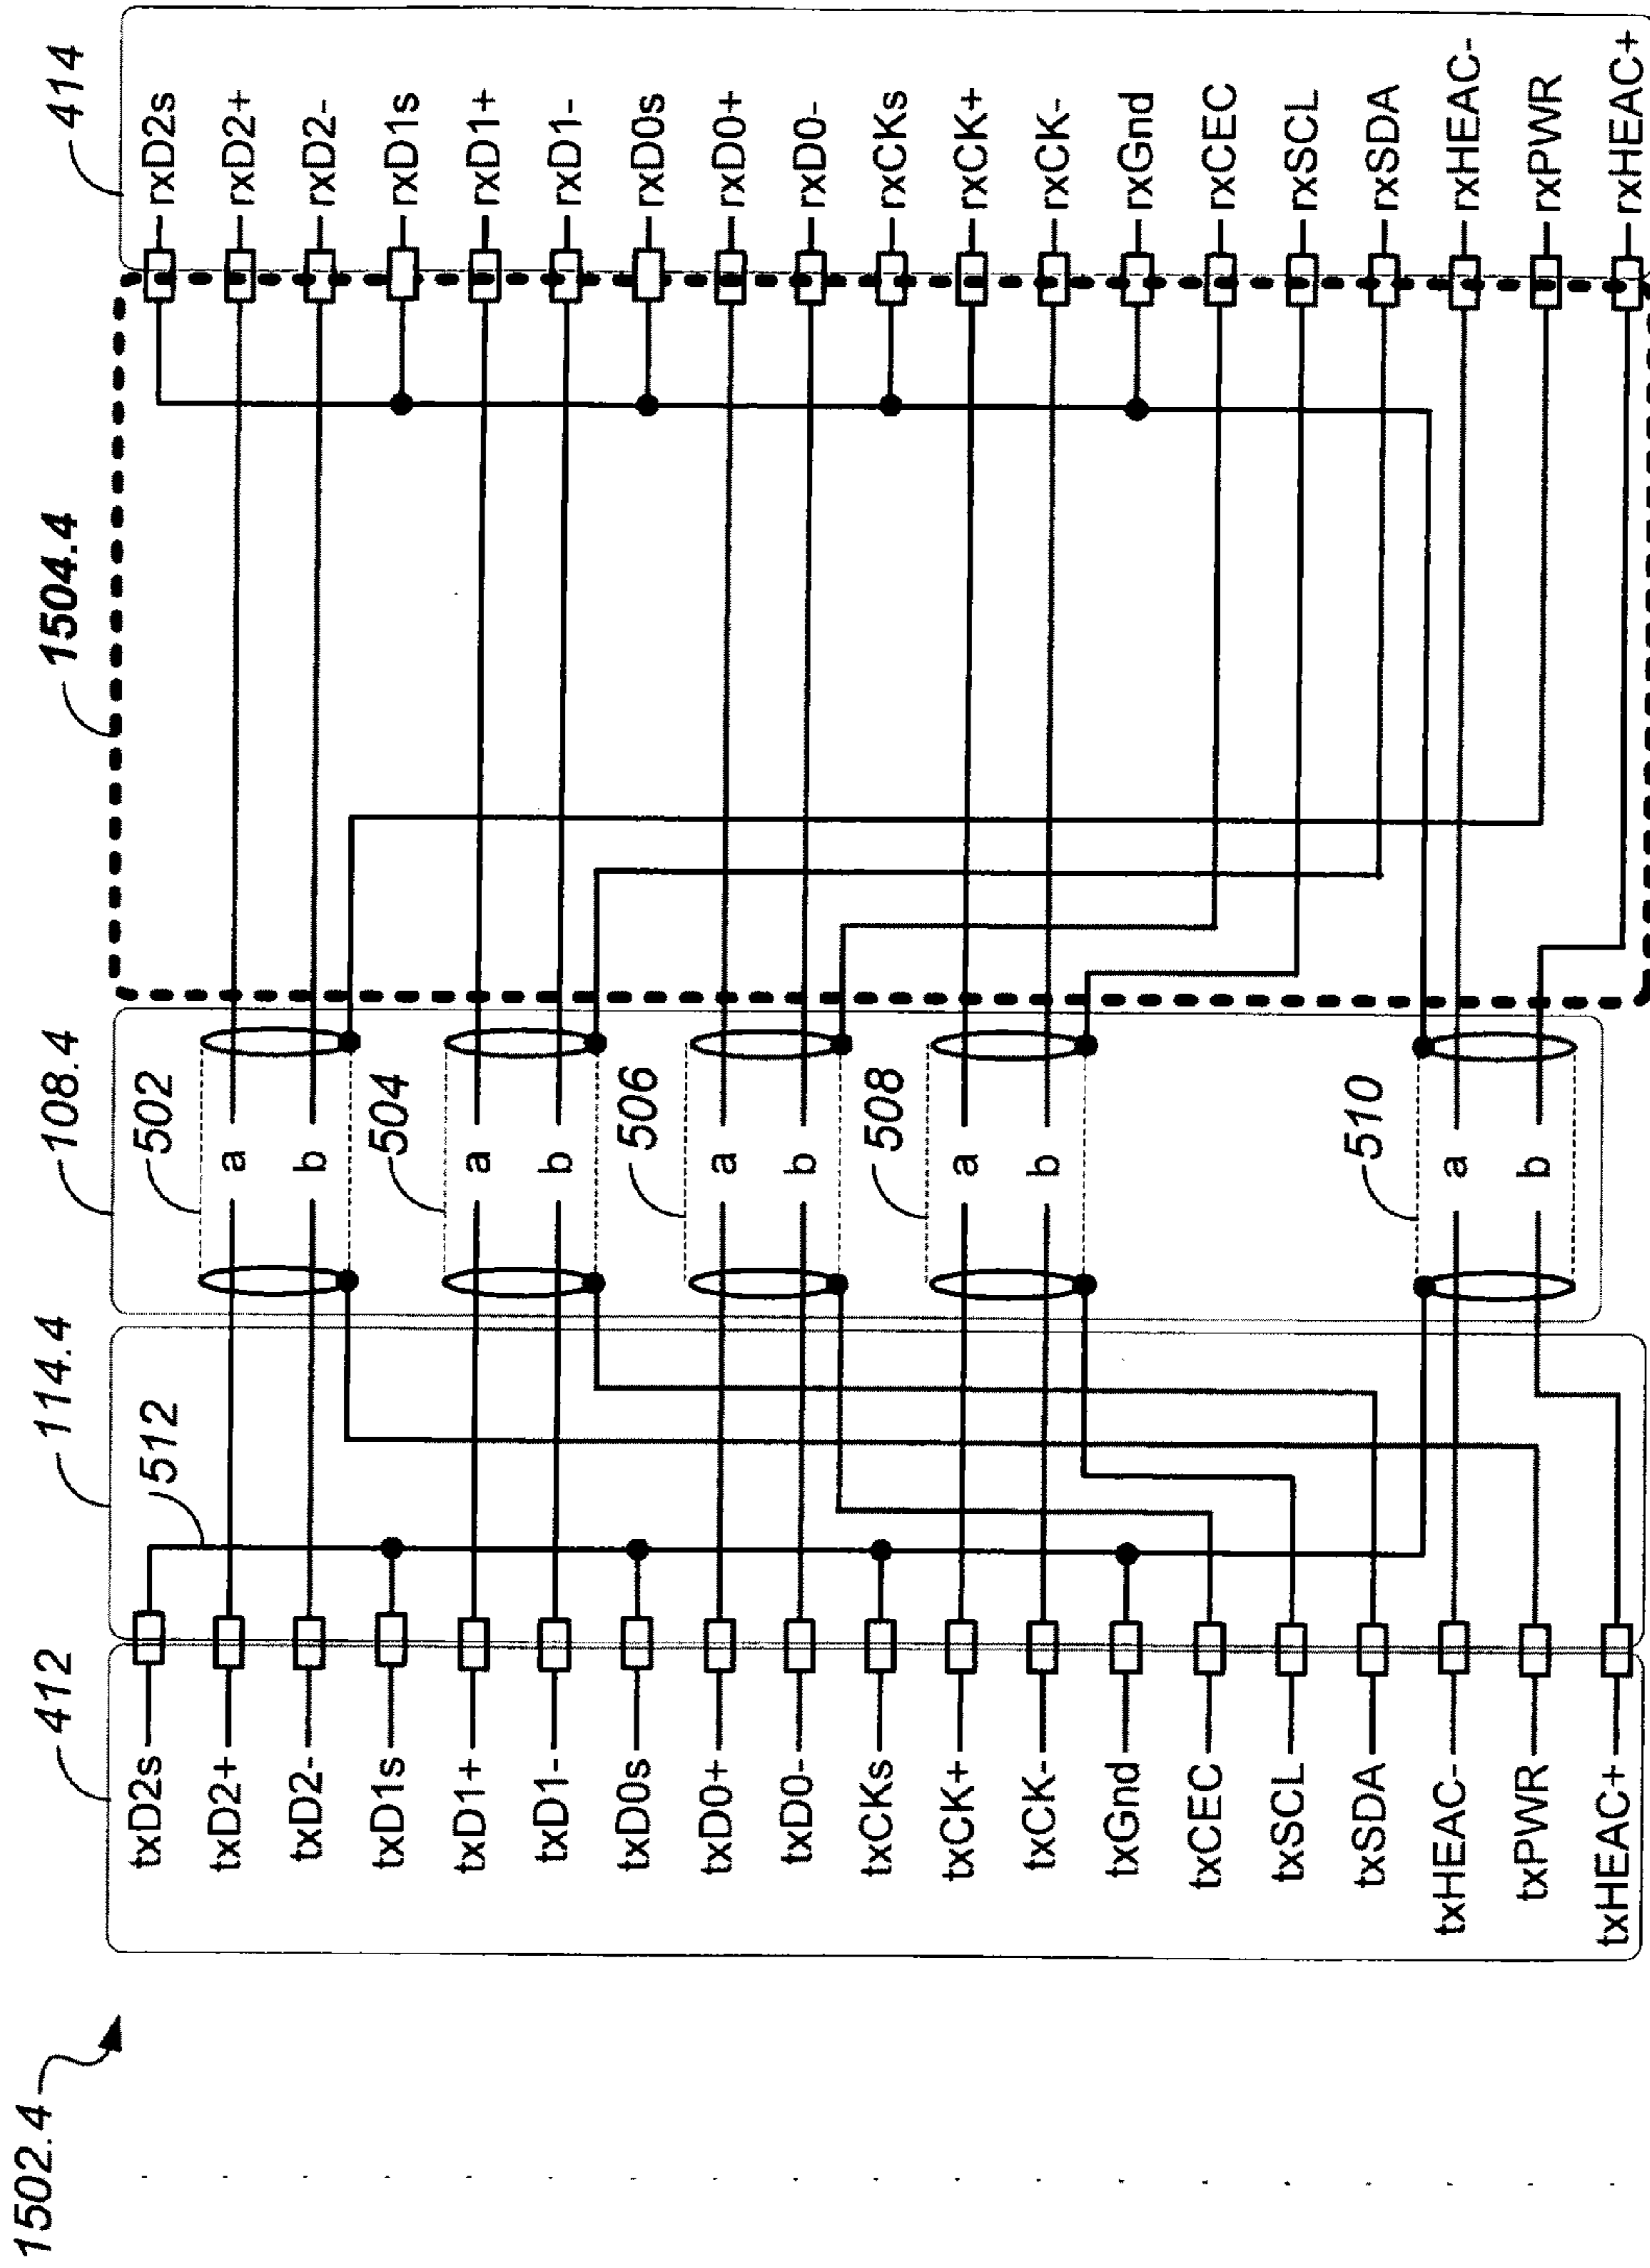 1502.4
412
114.4
108.4
1504.4
414
512
502
504
506
508
510
txD2s
txD2+
txD2-
txD1s
txD1+
txD1-
txD0s
txD0+
txD0-
txCKs
txCK+
txCK-
txGnd
txCEC
txSCL
txSDA
txHEAC-
txPWR
txHEAC+
a
b
a
b
a
b
a
b
a
b
rxD2s
rxD2+
rxD2-
rxD1s
rxD1+
rxD1-
rxD0s
rxD0+
rxD0-
rxCKs
rxCK+
rxCK-
rxGnd
rxCEC
rxSCL
rxSDA
rxHEAC-
rxPWR
rxHEAC+